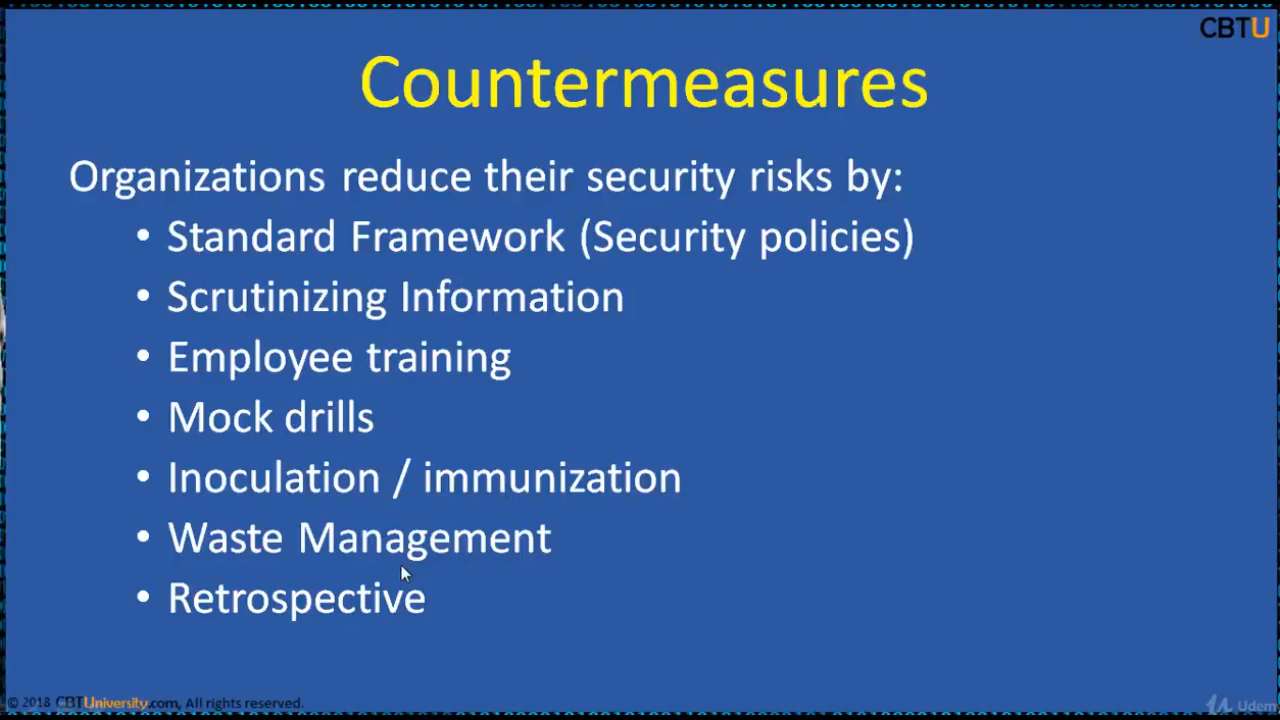 CBTU
Countermeasures
Organizations reduce their security risks by:
• Standard Framework (Security policies)
• Scrutinizing Information
• Employee training
• Mock drills
• Inoculation / immunization
• Waste Management
• Retrospective
© 2018 CBTUniversity.com, All rights reserved.
Udem